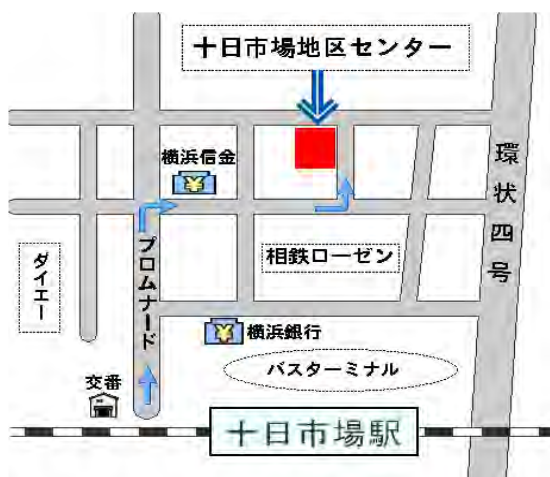 十日市場地区センター
横浜信金
環状四号
プロムナード
相鉄ローゼン
ダイエー
横浜銀行
バスターミナル
交番
十日市場駅